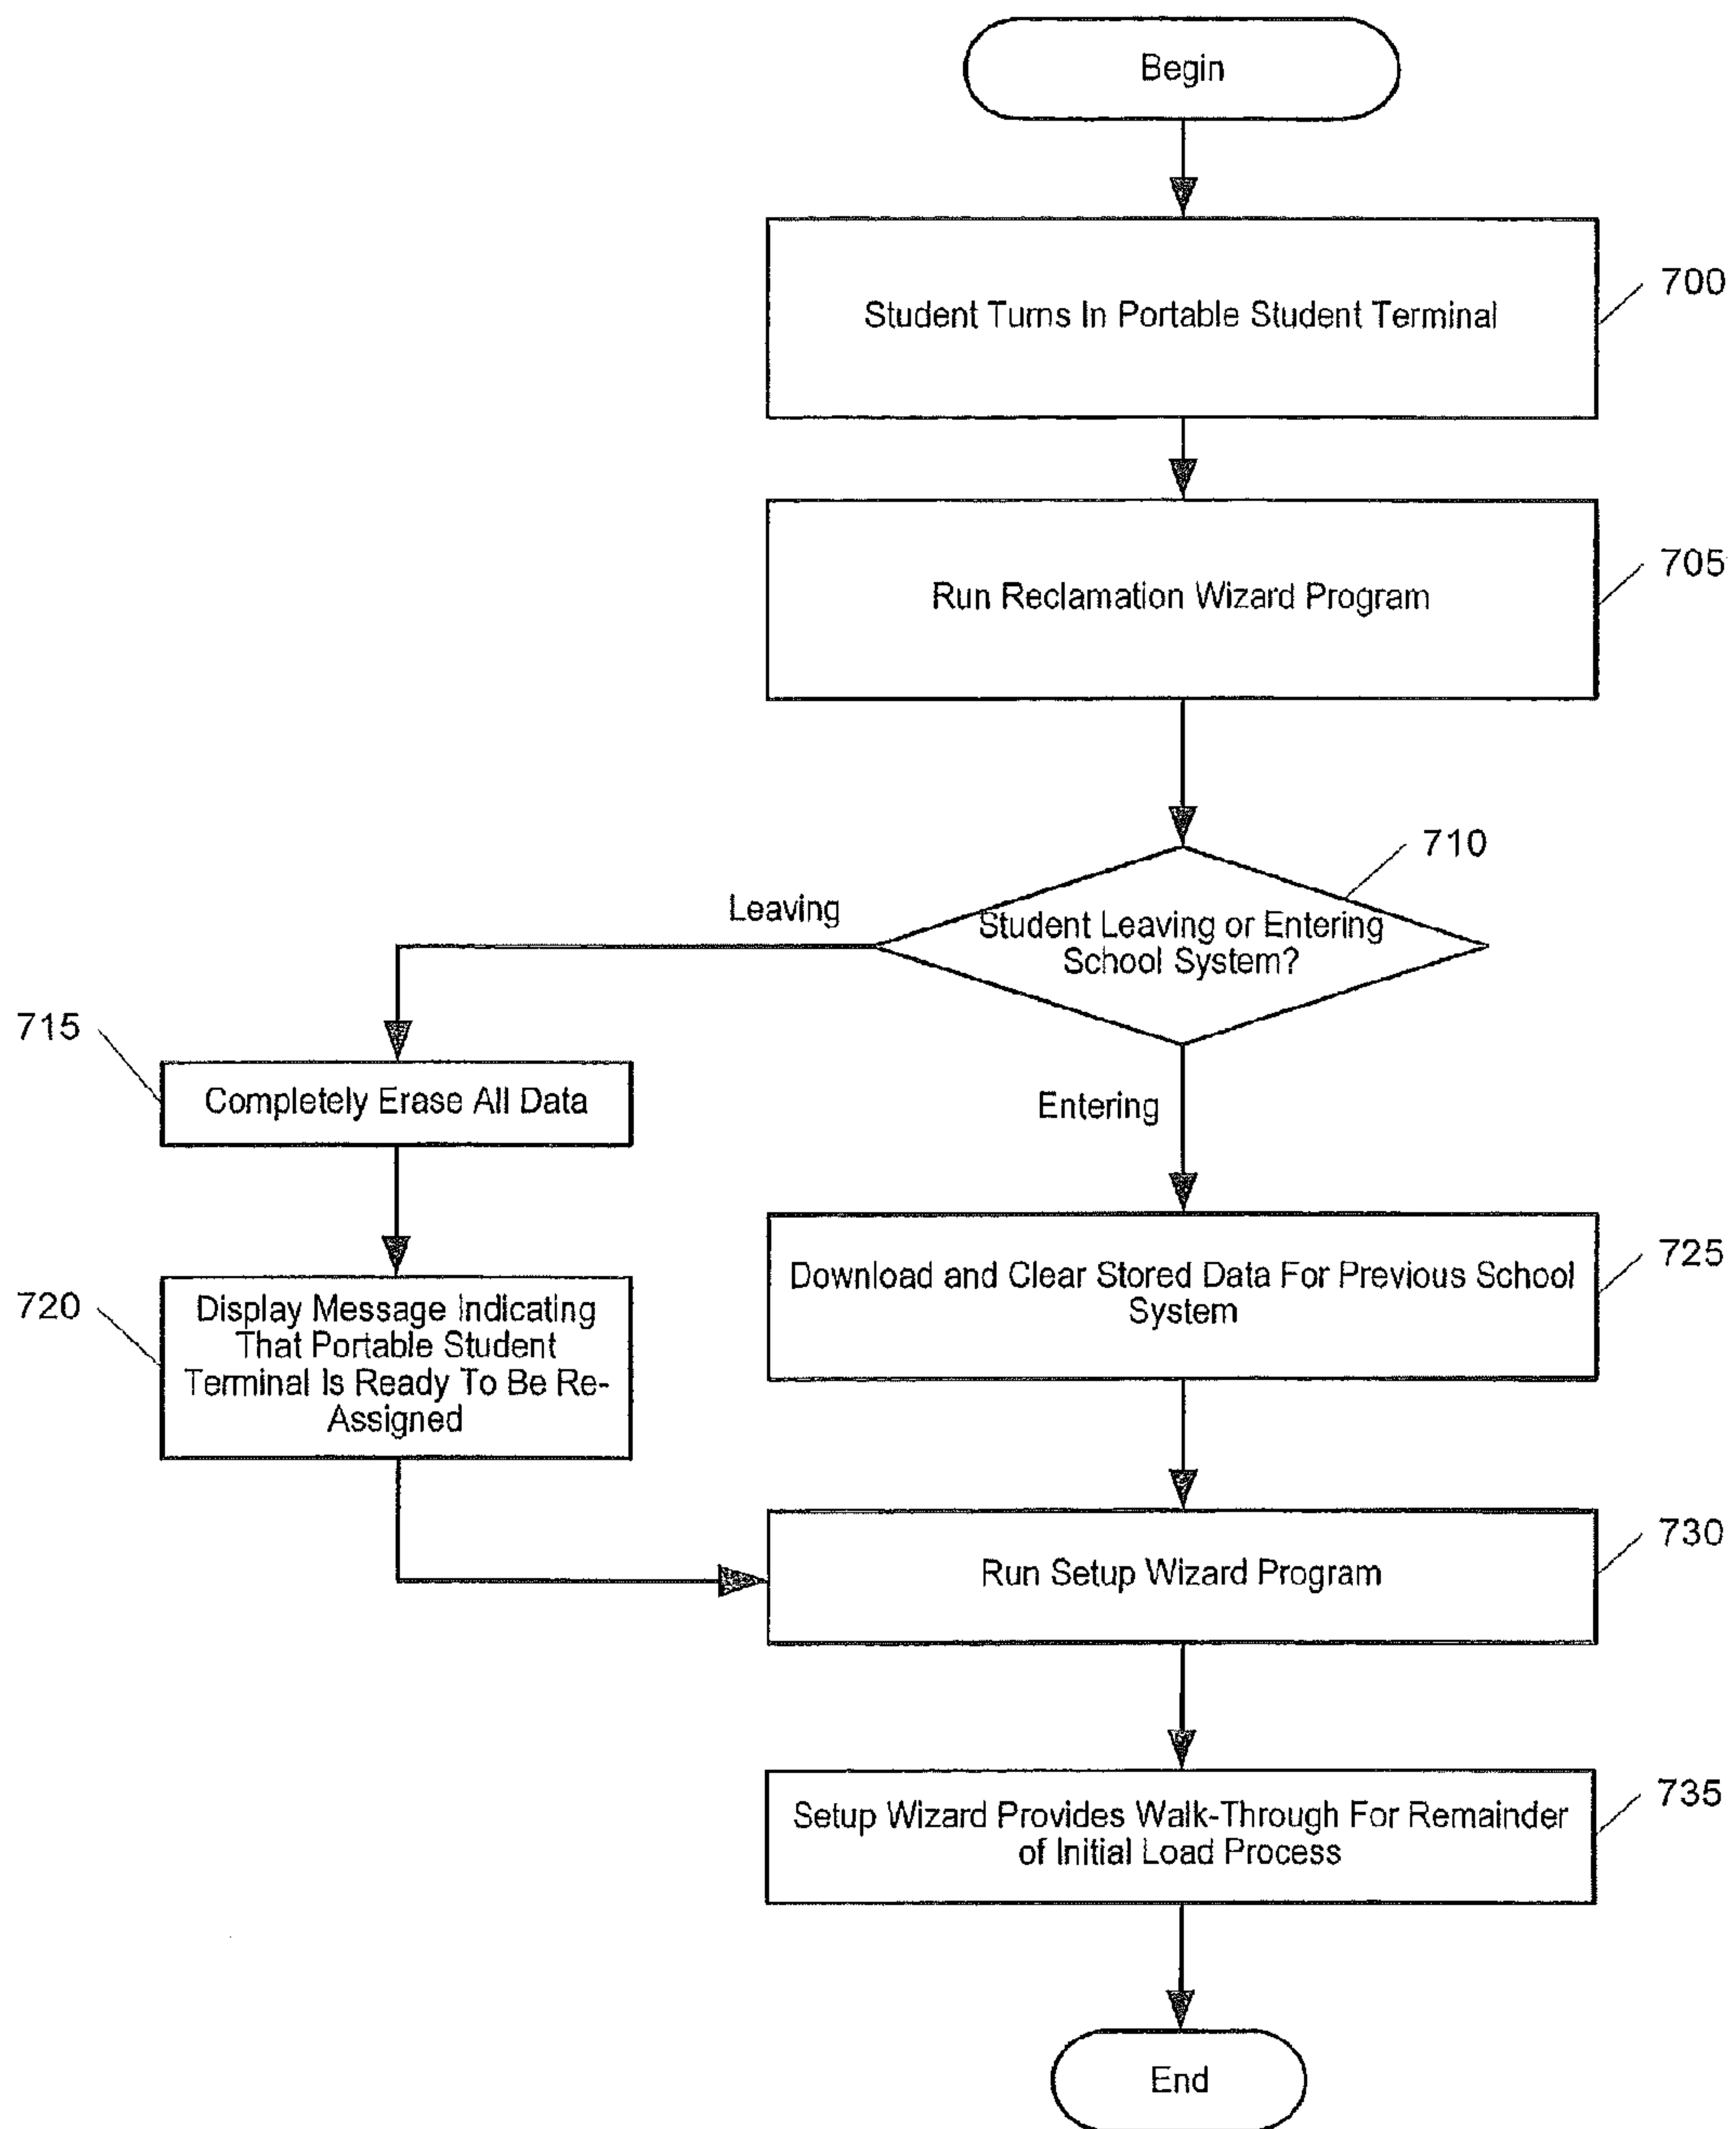 Begin
Student Turns In Portable Student Terminal
700
Run Reclamation Wizard Program
705
710
Student Leaving or Entering
School System?
Leaving
Entering
715
Completely Erase All Data
720
Display Message Indicating
That Portable Student
Terminal Is Ready To Be Re-
Assigned
Download and Clear Stored Data For Previous School
System
725
Run Setup Wizard Program
730
Setup Wizard Provides Walk-Through For Remainder
of Initial Load Process
735
End